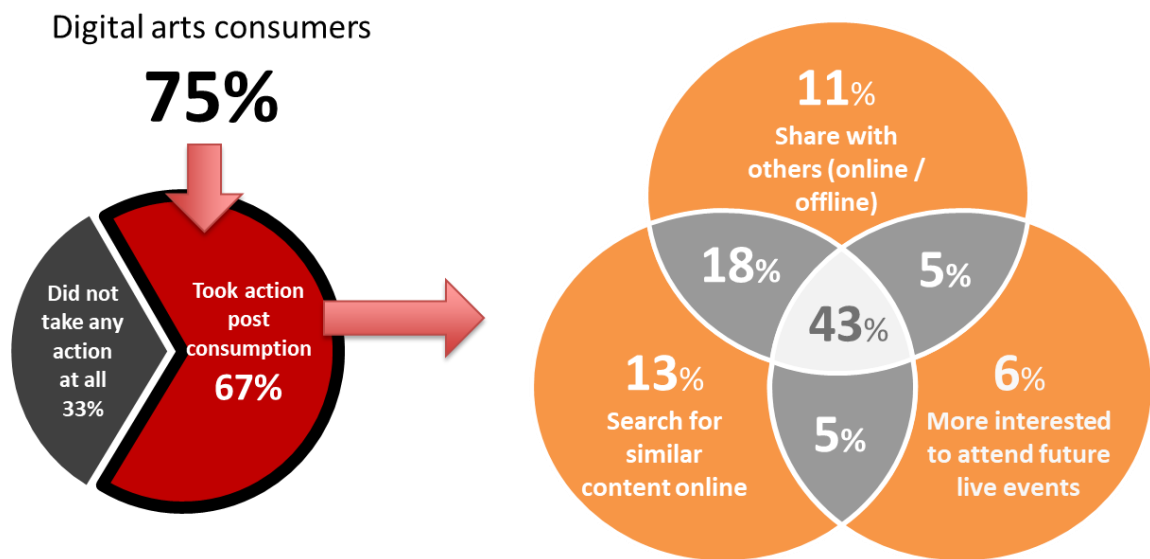 Digital arts consumers
75%
Did not
take any
action
at all
33%
Took action
post
consumption
67%
11%
Share with
others (online /
offline)
18%
5%
43%
13%
Search for
similar
content online
5%
6%
More interested
to attend future
live events